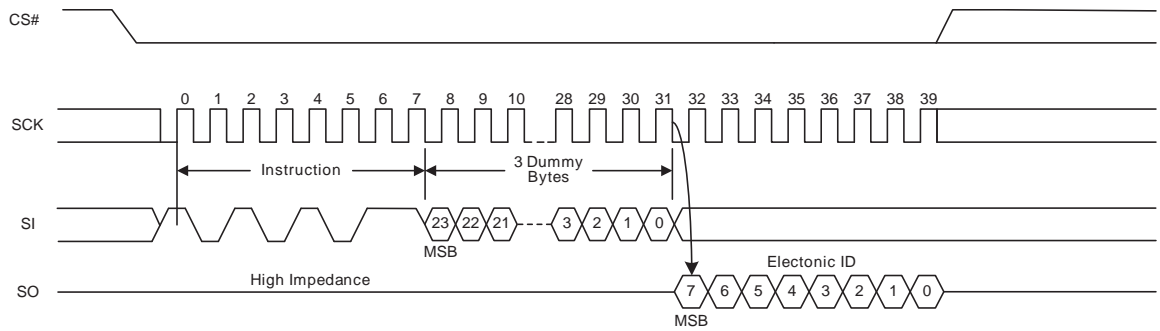 CS#
0 1 2 3 4 5 6 7 8 9 10 28 29 30 31 32 33 34 35 36 37 38 39
SCK
Instruction
3 Dummy
Bytes
SI
23 22 21 3 2 1 0
MSB
High Impedance
Electonic ID
SO
7 6 5 4 3 2 1 0
MSB